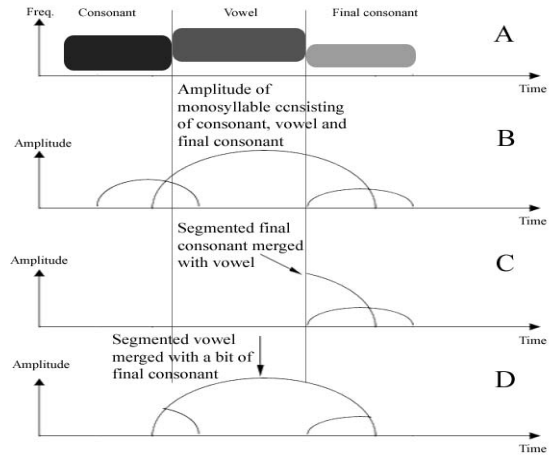 Consonant Vowel Final consonant
Freq.
A
Time
Amplitude of
monosyllable ccnsisting
of consonant, vowel and
final consonant
Amplitude
B
Time
Segmented final
consonant merged
with vowel
Amplitude
C
Time
Segmented vowel
merged with a bit of
final consonant
Amplitude
D
Time